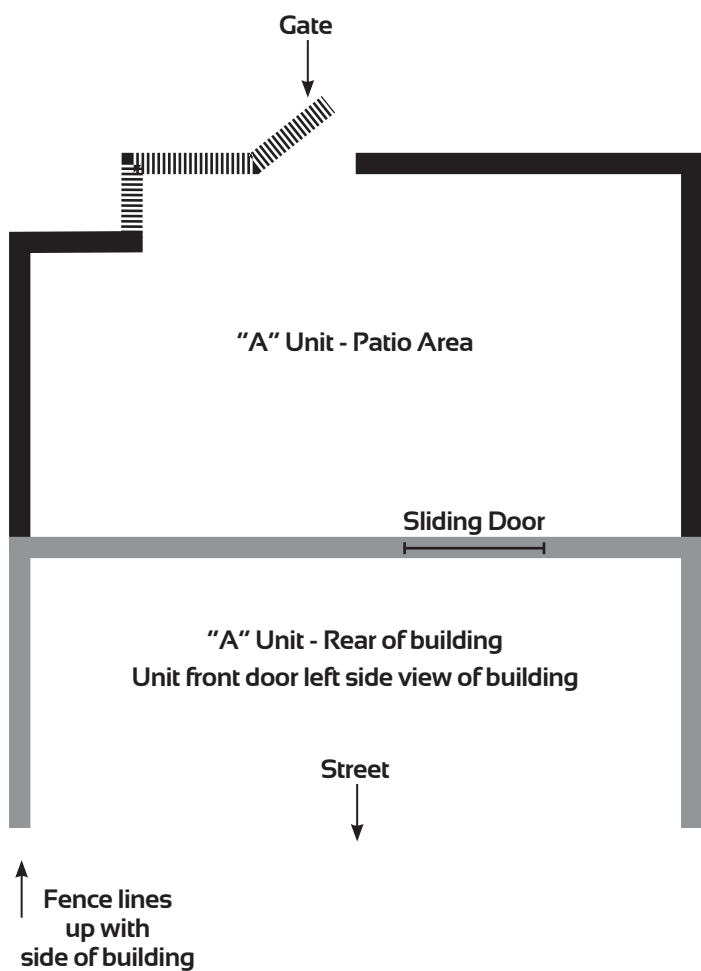 Gate
"A" Unit - Patio Area
Sliding Door
"A" Unit - Rear of building
Unit front door left side view of building
Street
Fence lines
up with
side of building